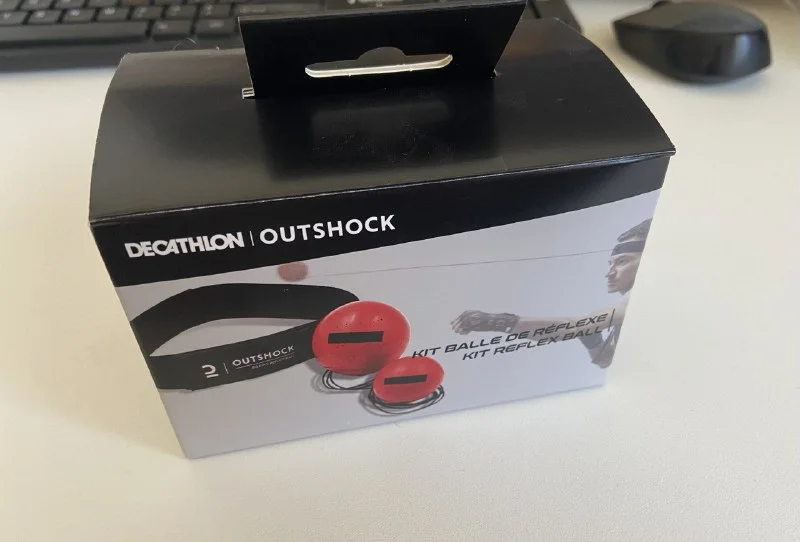 DECATHLON | OUTSHOCK
OUTSHOCK
KIT BALLE DE RÉFLEXE
KIT REFLEX BALL